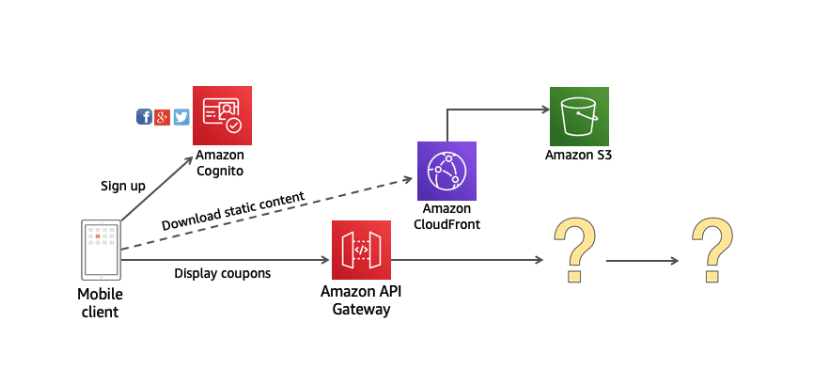 Amazon
Cognito
Sign up
Download static content
Amazon S3
Amazon
CloudFront
Display coupons
Mobile
client
Amazon API
Gateway
f
g+
</>
?
?